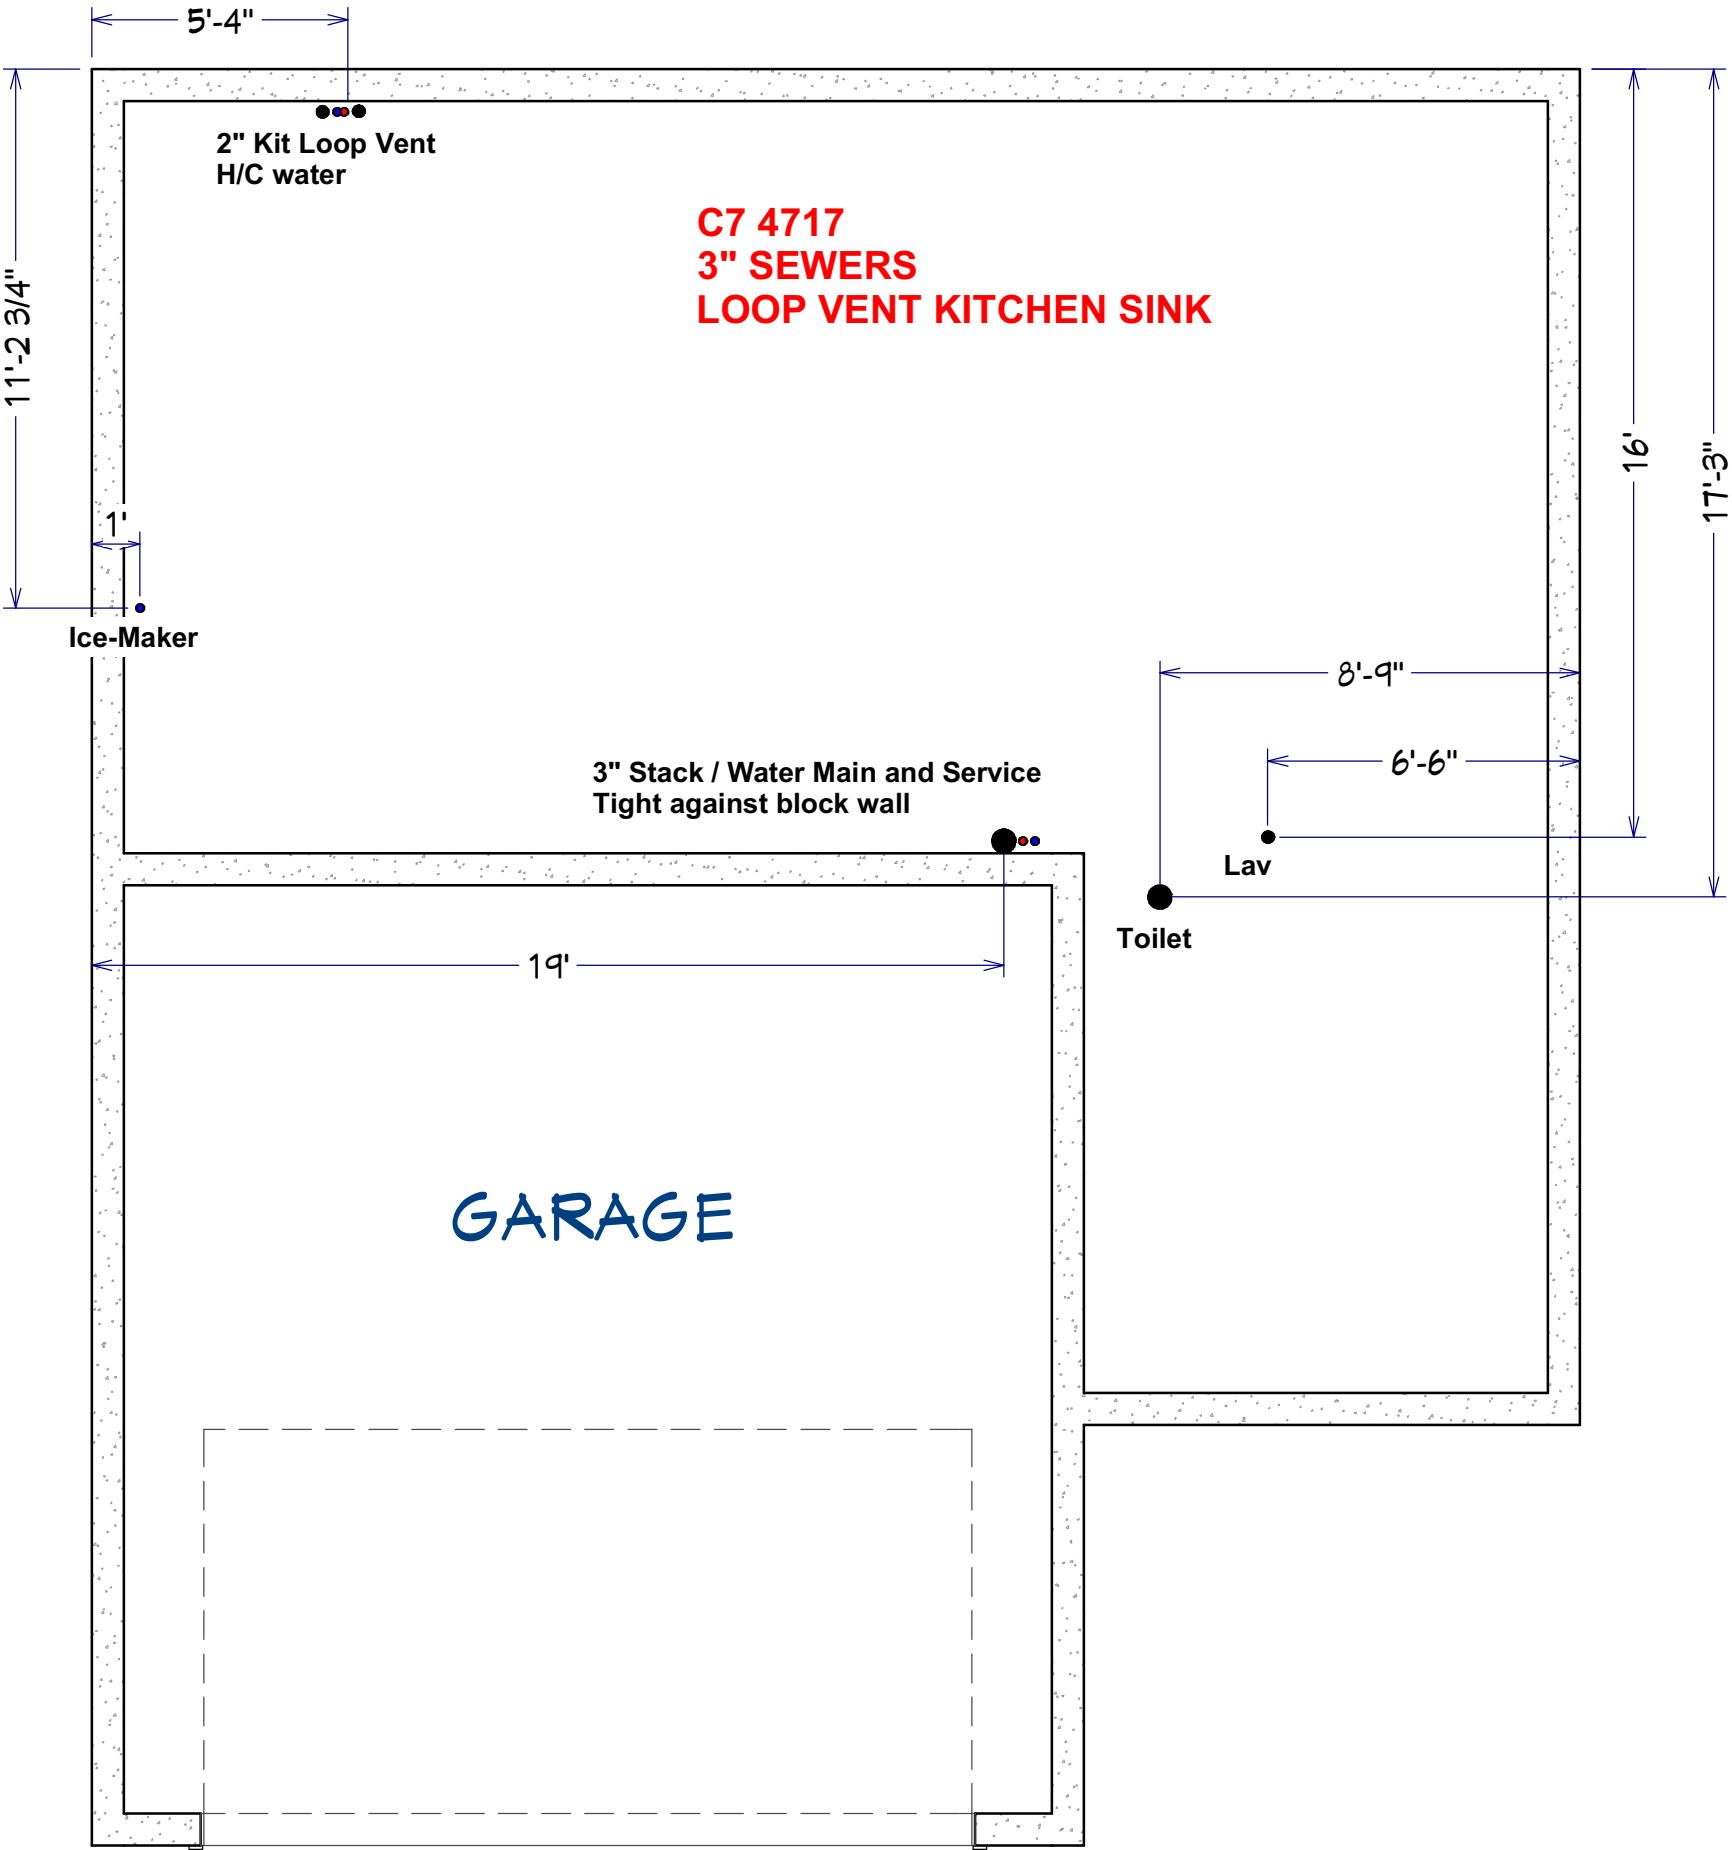 5'-4"
2" Kit Loop Vent
H/C water
C7 4717
3" SEWERS
LOOP VENT KITCHEN SINK
11'-2 3/4"
16'
17'-3"
1'
Ice-Maker
8'-9"
6'-6"
3" Stack / Water Main and Service
Tight against block wall
Lav
Toilet
19'
GARAGE